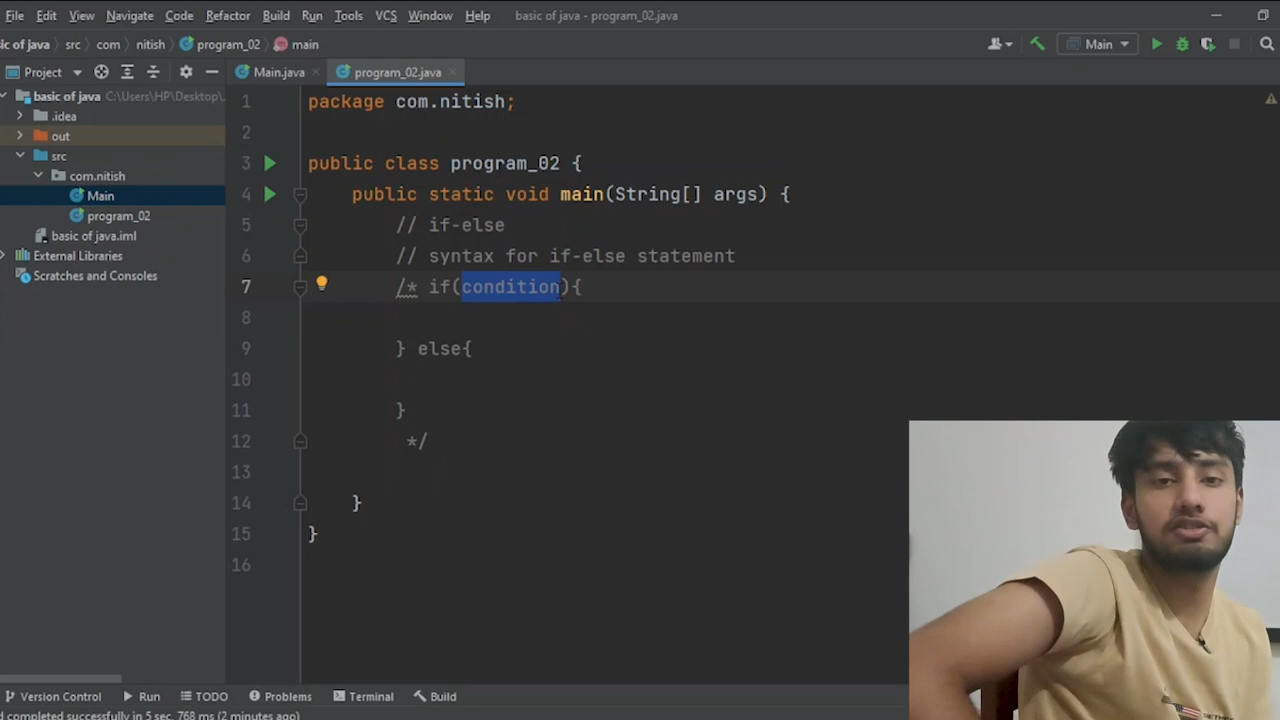 File Edit View Navigate Code Refactor Build Run Tools VCS Window Help basic of java - program_02.java
sic of java src com nitish program_02 main Main
Project Main.java program_02.java
basic of java C:\Users\HP\Desktop\..
.idea
out
src
com.nitish
Main
program_02
basic of java.iml
External Libraries
Scratches and Consoles
1 package com.nitish;
2
3 public class program_02 {
4 public static void main(String[] args) {
5 // if-else
6 // syntax for if-else statement
7 /* if(condition){
8
9 } else{
10
11 }
12 */
13
14 }
15 }
16
Version Control Run TODO Problems Terminal Build
d completed successfully in 5 sec, 768 ms (2 minutes ago)